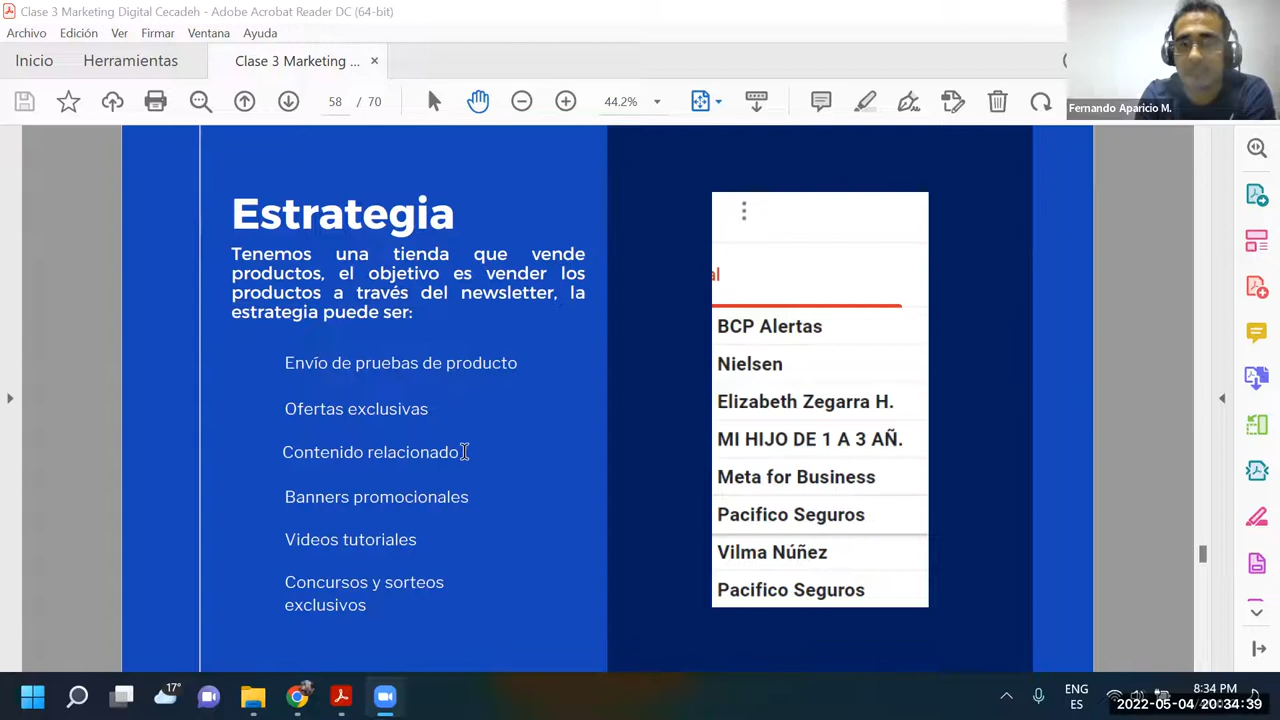 Clase 3 Marketing Digital Cecadeh - Adobe Acrobat Reader DC (64-bit)
Archivo Edición Ver Firmar Ventana Ayuda
Inicio Herramientas Clase 3 Marketing ... ×
58 / 70 44.2%
Fernando Aparicio M.
Estrategia
Tenemos una tienda que vende
productos, el objetivo es vender los
productos a través del newsletter, la
estrategia puede ser:
Envío de pruebas de producto
Ofertas exclusivas
Contenido relacionado
Banners promocionales
Videos tutoriales
Concursos y sorteos
exclusivos
al
BCP Alertas
Nielsen
Elizabeth Zegarra H.
MI HIJO DE 1 A 3 AÑ.
Meta for Business
Pacifico Seguros
Vilma Núñez
Pacifico Seguros
17°
ENG
ES
8:34 PM
2022-05-04 20:34:39